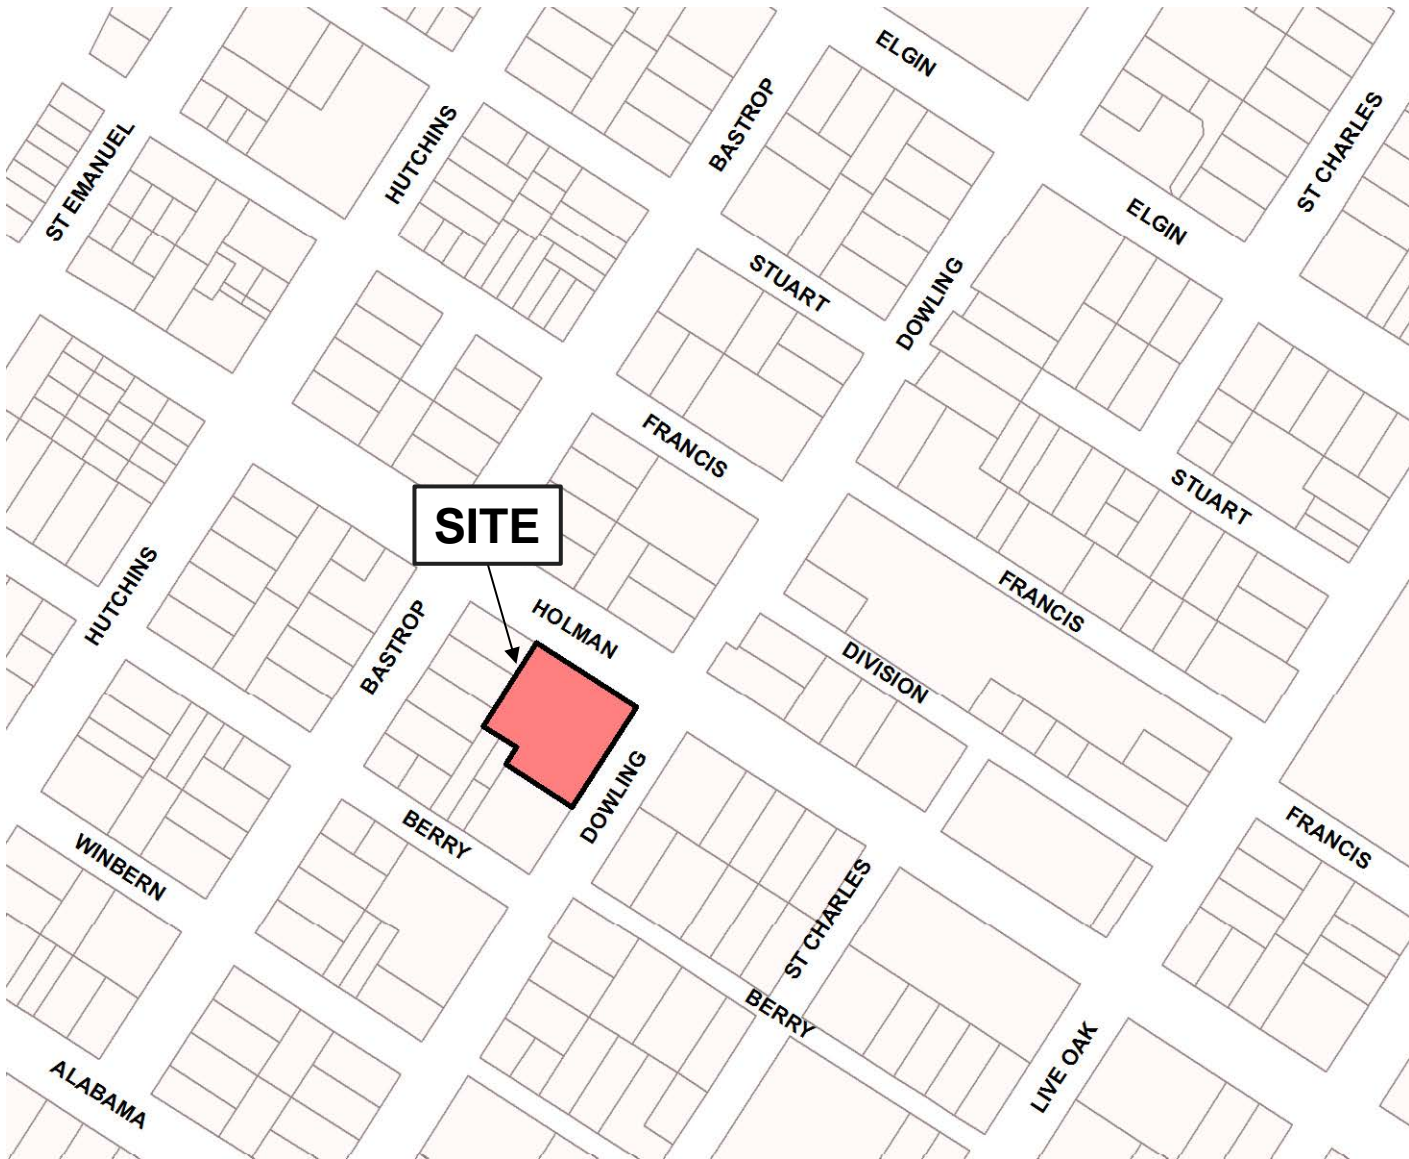 ELGIN
BASTROP
ST CHARLES
ST EMANUEL
HUTCHINS
ELGIN
STUART
DOWLING
FRANCIS
STUART
SITE
HUTCHINS
FRANCIS
HOLMAN
BASTROP
DIVISION
DOWLING
BERRY
FRANCIS
WINBERN
ST CHARLES
BERRY
LIVE OAK
ALABAMA